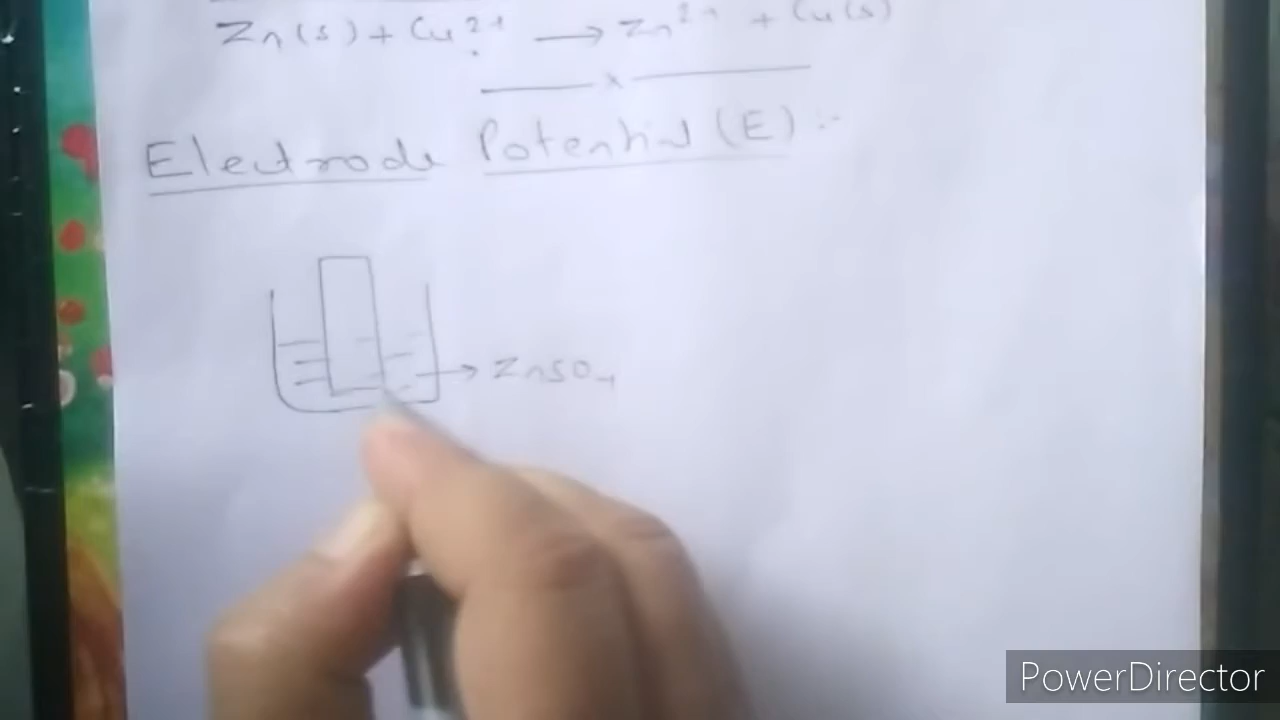 Zn(s) + Cu²⁺ ⟶ Zn²⁺ + Cu(s)
x
Electrode Potential (E) :-
→ ZnSO₄
PowerDirector